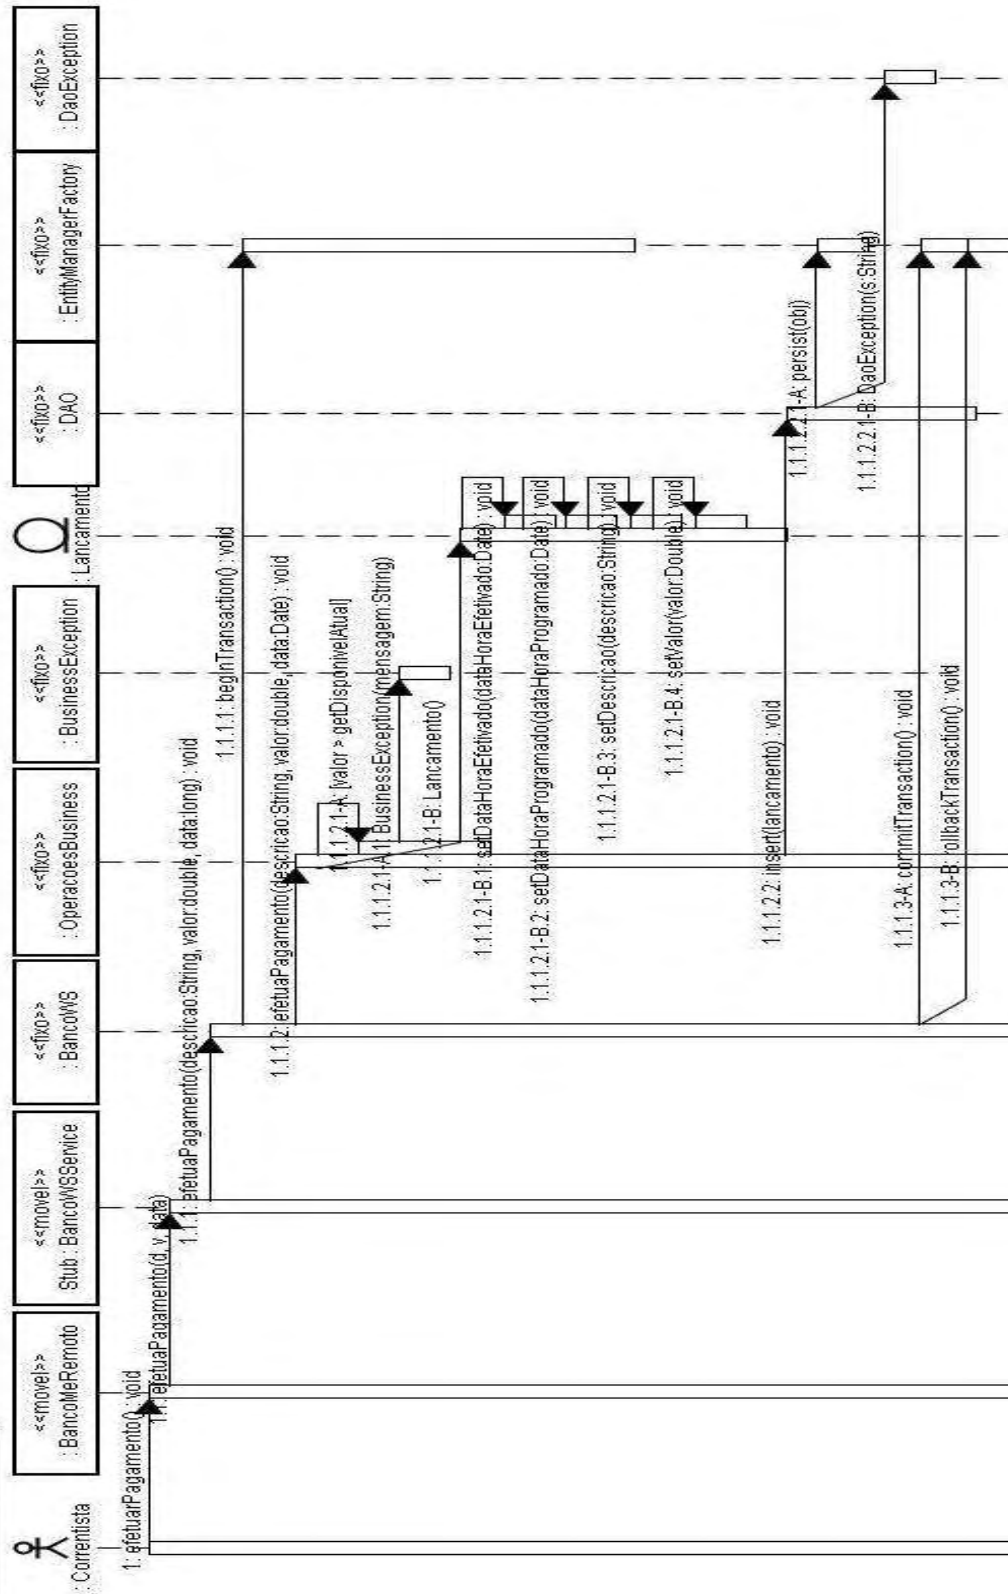 : Correntista
<<movel>>
: BancoMeRemoto
<<movel>>
Stub : BancoWSService
<<fixo>>
: BancoWS
<<fixo>>
: OperacoesBusiness
<<fixo>>
: BusinessException
: Lancamento
<<fixo>>
: DAO
<<fixo>>
: EntityManagerFactory
<<fixo>>
: DaoException
1: efetuarPagamento() : void
1.1: efetuaPagamento(d, v, data)
1.1.1: efetuaPagamento(descricao:String, valor:double, data:long) : void
1.1.1.1: beginTransaction() : void
1.1.1.2: efetuaPagamento(descricao:String, valor:double, data:Date) : void
1.1.1.2.1-A: [valor > getDisponivelAtual]
1.1.1.2.1-A.1: BusinessException(mensagem:String)
1.1.1.2.1-B: Lancamento()
1.1.1.2.1-B.1: setDataHoraEfetivado(dataHoraEfetivado:Date) : void
1.1.1.2.1-B.2: setDataHoraProgramado(dataHoraProgramado:Date) : void
1.1.1.2.1-B.3: setDescricao(descricao:String) : void
1.1.1.2.1-B.4: setValor(valor:Double) : void
1.1.1.2.2: insert(lancamento) : void
1.1.1.2.2.1-A: persist(obj)
1.1.1.2.2.1-B: DaoException(s:String)
1.1.1.3-A: commitTransaction() : void
1.1.1.3-B: rollbackTransaction() : void